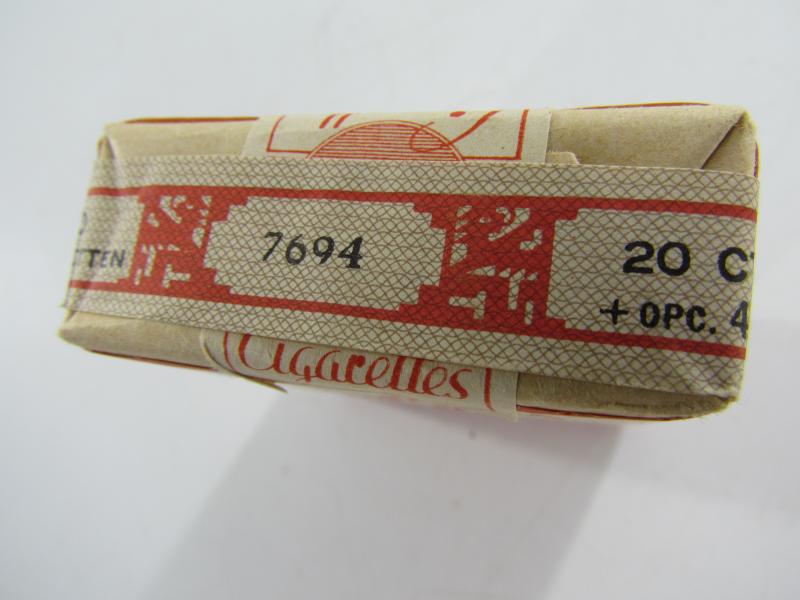 TTEN
7694
20 C
+ OPC. 4
Cigarettes